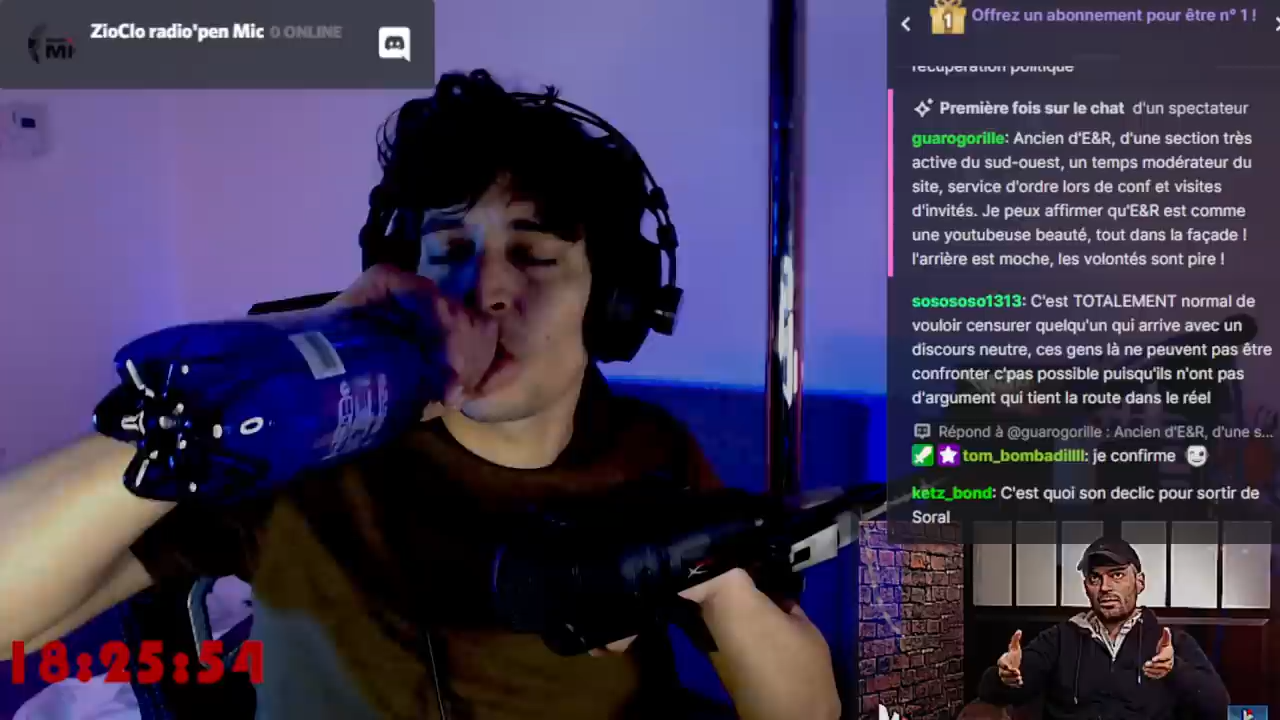 ZioClo radio'pen Mic 0 ONLINE
MI
Offrez un abonnement pour être n° 1 !
1
récupération politique
Première fois sur le chat d'un spectateur
guarogorille: Ancien d'E&R, d'une section très
active du sud-ouest, un temps modérateur du
site, service d'ordre lors de conf et visites
d'invités. Je peux affirmer qu'E&R est comme
une youtubeuse beauté, tout dans la façade !
l'arrière est moche, les volontés sont pire !
sosososo1313: C'est TOTALEMENT normal de
vouloir censurer quelqu'un qui arrive avec un
discours neutre, ces gens là ne peuvent pas être
confronter c'pas possible puisqu'ils n'ont pas
d'argument qui tient la route dans le réel
Répond à @guarogorille : Ancien d'E&R, d'une s...
tom_bombadillll: je confirme
ketz_bond: C'est quoi son declic pour sortir de
Soral
18:25:54